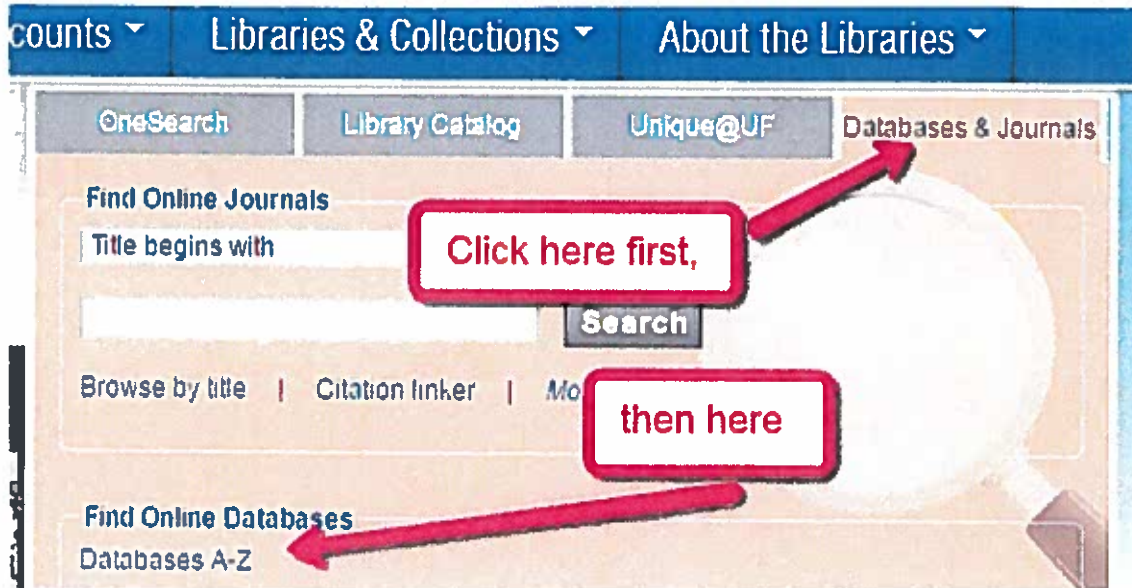 counts Libraries & Collections About the Libraries
OneSearch Library Catalog Unique@UF Databases & Journals
Find Online Journals
Title begins with
Click here first,
Search
Browse by title | Citation linker | Mo
then here
Find Online Databases
Databases A-Z